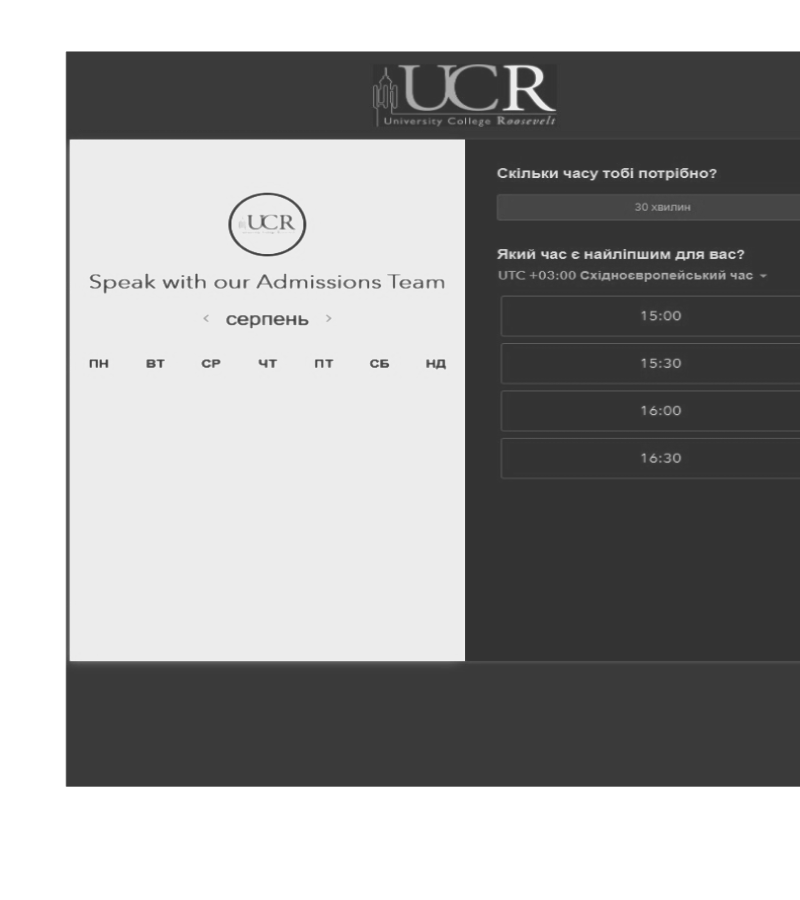 UCR
University College Roosevelt
UCR
Speak with our Admissions Team
‹ серпень ›
ПН ВТ СР ЧТ ПТ СБ НД
Скільки часу тобі потрібно?
30 хвилин
Який час є найліпшим для вас?
UTC +03:00 Східноєвропейський час
15:00
15:30
16:00
16:30